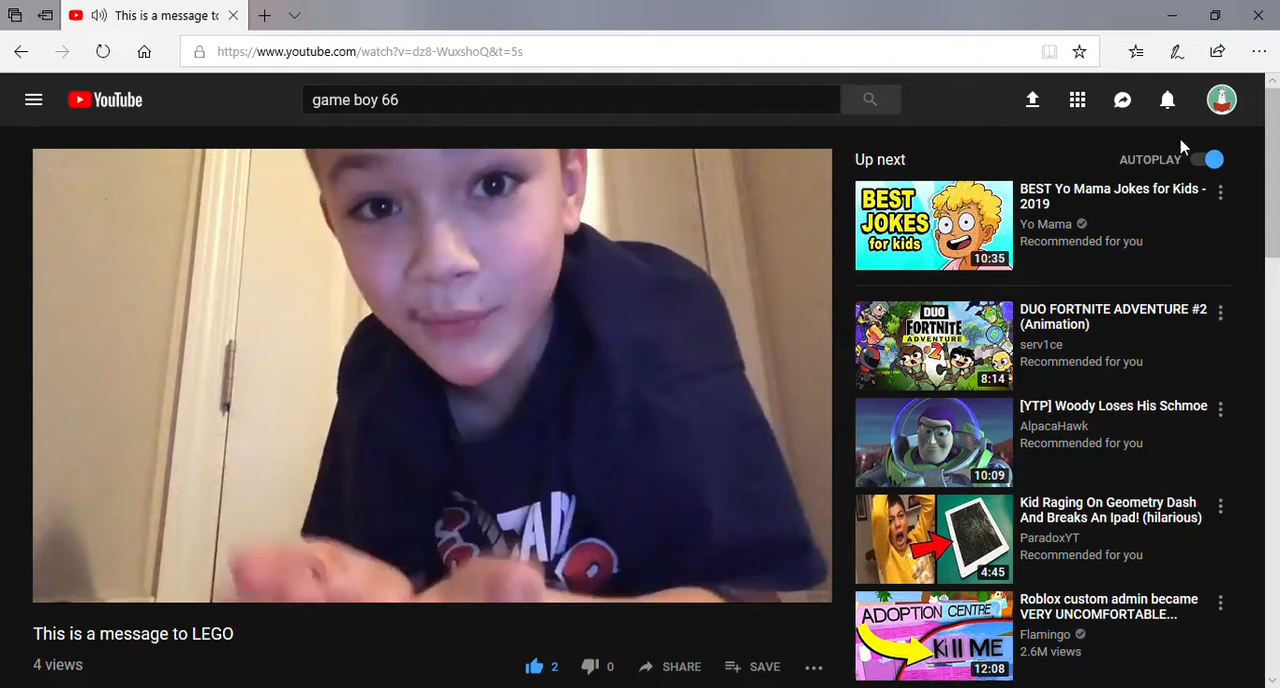 This is a message to
https://www.youtube.com/watch?v=dz8-WuxshoQ&t=5s
YouTube
game boy 66
Up next
AUTOPLAY
BEST
JOKES
for kids
10:35
BEST Yo Mama Jokes for Kids -
2019
Yo Mama
Recommended for you
DUO
FORTNITE
ADVENTURE
#2
8:14
DUO FORTNITE ADVENTURE #2
(Animation)
serv1ce
Recommended for you
10:09
[YTP] Woody Loses His Schmoe
AlpacaHawk
Recommended for you
4:45
Kid Raging On Geometry Dash
And Breaks An Ipad! (hilarious)
ParadoxYT
Recommended for you
ADOPTION CENTRE
Kill ME
12:08
Roblox custom admin became
VERY UNCOMFORTABLE...
Flamingo
2.6M views
This is a message to LEGO
4 views
2
0
SHARE
SAVE